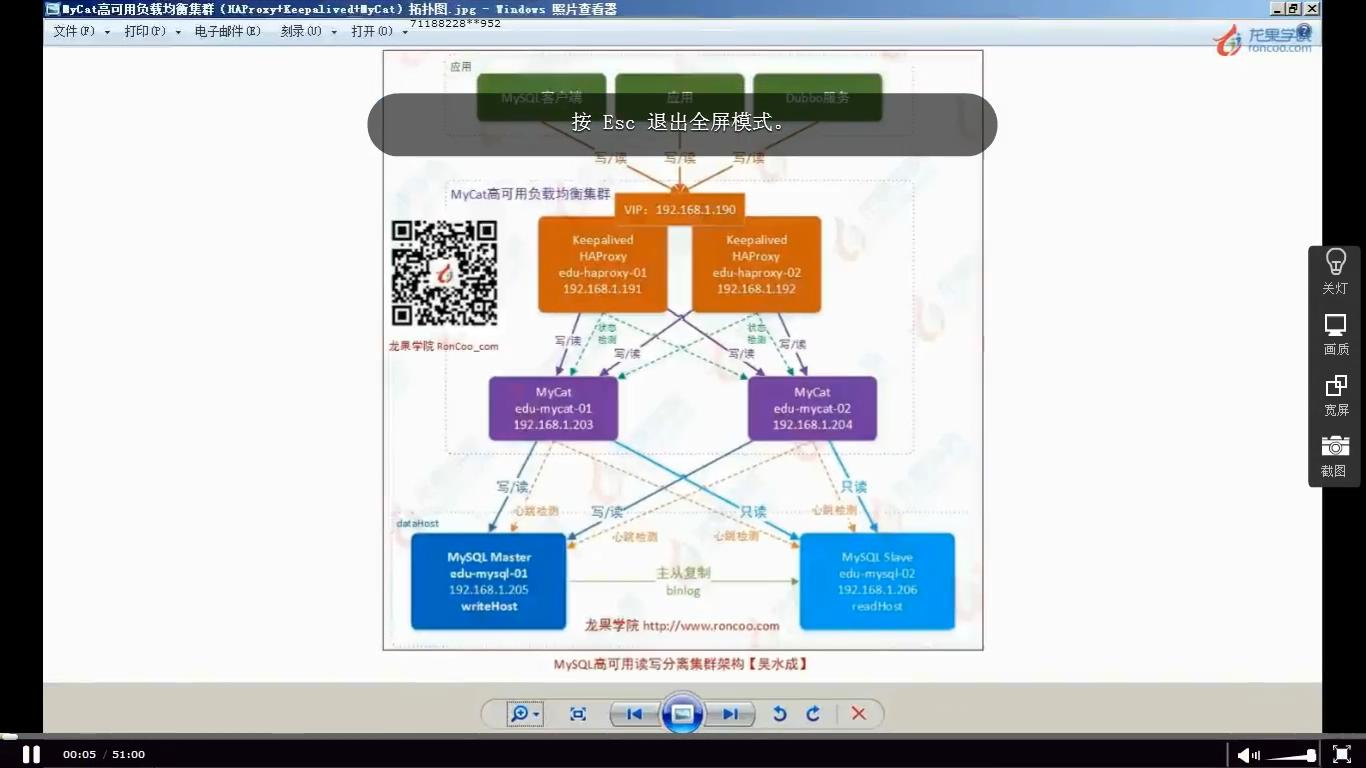 MyCat高可用负载均衡集群（HAProxy+Keepalived+MyCat）拓扑图.jpg - Windows 照片查看器
文件(F) 打印(P) 电子邮件(E) 刻录(U) 打开(O)
71188228**952
龙果学院
roncoo.com
应用
MySQL客户端 应用 Dubbo服务
按 Esc 退出全屏模式。
写/读 写/读 写/读
MyCat高可用负载均衡集群
VIP：192.168.1.190
Keepalived
HAProxy
edu-haproxy-01
192.168.1.191
Keepalived
HAProxy
edu-haproxy-02
192.168.1.192
龙果学院 RonCoo_com
写/读 状态检测 写/读 写/读 状态检测 写/读
MyCat
edu-mycat-01
192.168.1.203
MyCat
edu-mycat-02
192.168.1.204
写/读 心跳检测 写/读 心跳检测 只读 心跳检测 只读 心跳检测
dataHost
MySQL Master
edu-mysql-01
192.168.1.205
writeHost
主从复制
binlog
MySQL Slave
edu-mysql-02
192.168.1.206
readHost
龙果学院 http://www.roncoo.com
MySQL高可用读写分离集群架构【吴水成】
关灯
画质
宽屏
截图
00:05 / 51:00